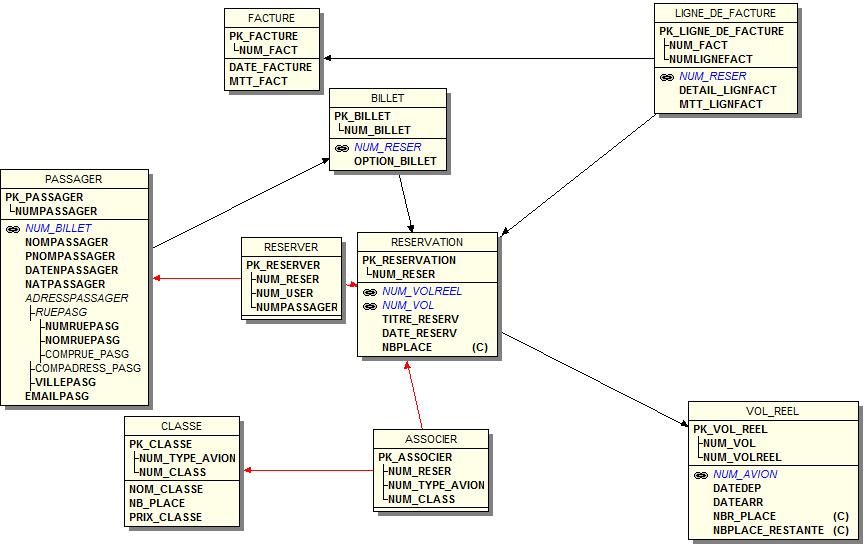 FACTURE
PK_FACTURE
NUM_FACT
DATE_FACTURE
MTT_FACT
LIGNE_DE_FACTURE
PK_LIGNE_DE_FACTURE
NUM_FACT
NUMLIGNEFACT
NUM_RESER
DETAIL_LIGNFACT
MTT_LIGNFACT
BILLET
PK_BILLET
NUM_BILLET
NUM_RESER
OPTION_BILLET
PASSAGER
PK_PASSAGER
NUMPASSAGER
NUM_BILLET
NOMPASSAGER
PNOMPASSAGER
DATENPASSAGER
NATPASSAGER
ADRESSPASSAGER
RUEPASG
NUMRUEPASG
NOMRUEPASG
COMPRUE_PASG
COMPADRESS_PASG
VILLEPASG
EMAILPASG
RESERVER
PK_RESERVER
NUM_RESER
NUM_USER
NUMPASSAGER
RESERVATION
PK_RESERVATION
NUM_RESER
NUM_VOLREEL
NUM_VOL
TITRE_RESERV
DATE_RESERV
NBPLACE (C)
CLASSE
PK_CLASSE
NUM_TYPE_AVION
NUM_CLASS
NOM_CLASSE
NB_PLACE
PRIX_CLASSE
ASSOCIER
PK_ASSOCIER
NUM_RESER
NUM_TYPE_AVION
NUM_CLASS
VOL_REEL
PK_VOL_REEL
NUM_VOL
NUM_VOLREEL
NUM_AVION
DATEDEP
DATEARR
NBR_PLACE (C)
NBPLACE_RESTANTE (C)